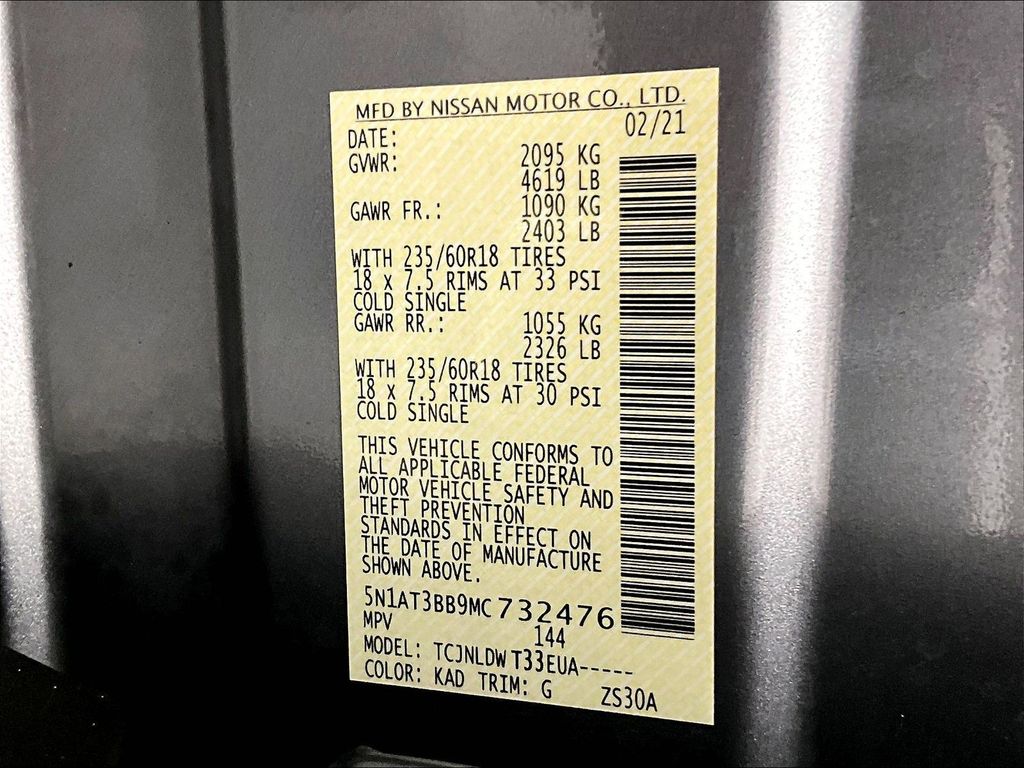 MFD BY NISSAN MOTOR CO., LTD.
DATE: 02/21
GVWR: 2095 KG
4619 LB
GAWR FR.: 1090 KG
2403 LB
WITH 235/60R18 TIRES
18 x 7.5 RIMS AT 33 PSI
COLD SINGLE
GAWR RR.: 1055 KG
2326 LB
WITH 235/60R18 TIRES
18 x 7.5 RIMS AT 30 PSI
COLD SINGLE
THIS VEHICLE CONFORMS TO
ALL APPLICABLE FEDERAL
MOTOR VEHICLE SAFETY AND
THEFT PREVENTION
STANDARDS IN EFFECT ON
THE DATE OF MANUFACTURE
SHOWN ABOVE.
5N1AT3BB9MC732476
MPV 144
MODEL: TCJNLDW T33EUA-----
COLOR: KAD TRIM: G ZS30A